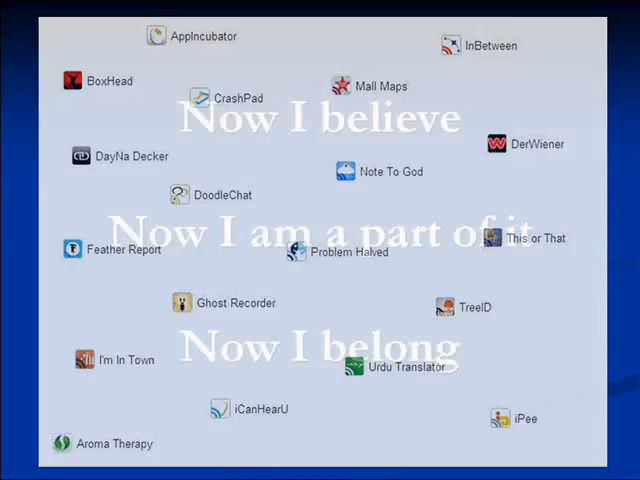 AppIncubator
InBetween
BoxHead
CrashPad
Mall Maps
Now I believe
DerWiener
DayNa Decker
Note To God
DoodleChat
Now I am a part of it
This or That
Feather Report
Problem Halved
Ghost Recorder
TreeID
Now I belong
I'm In Town
Urdu Translator
iCanHearU
iPee
Aroma Therapy